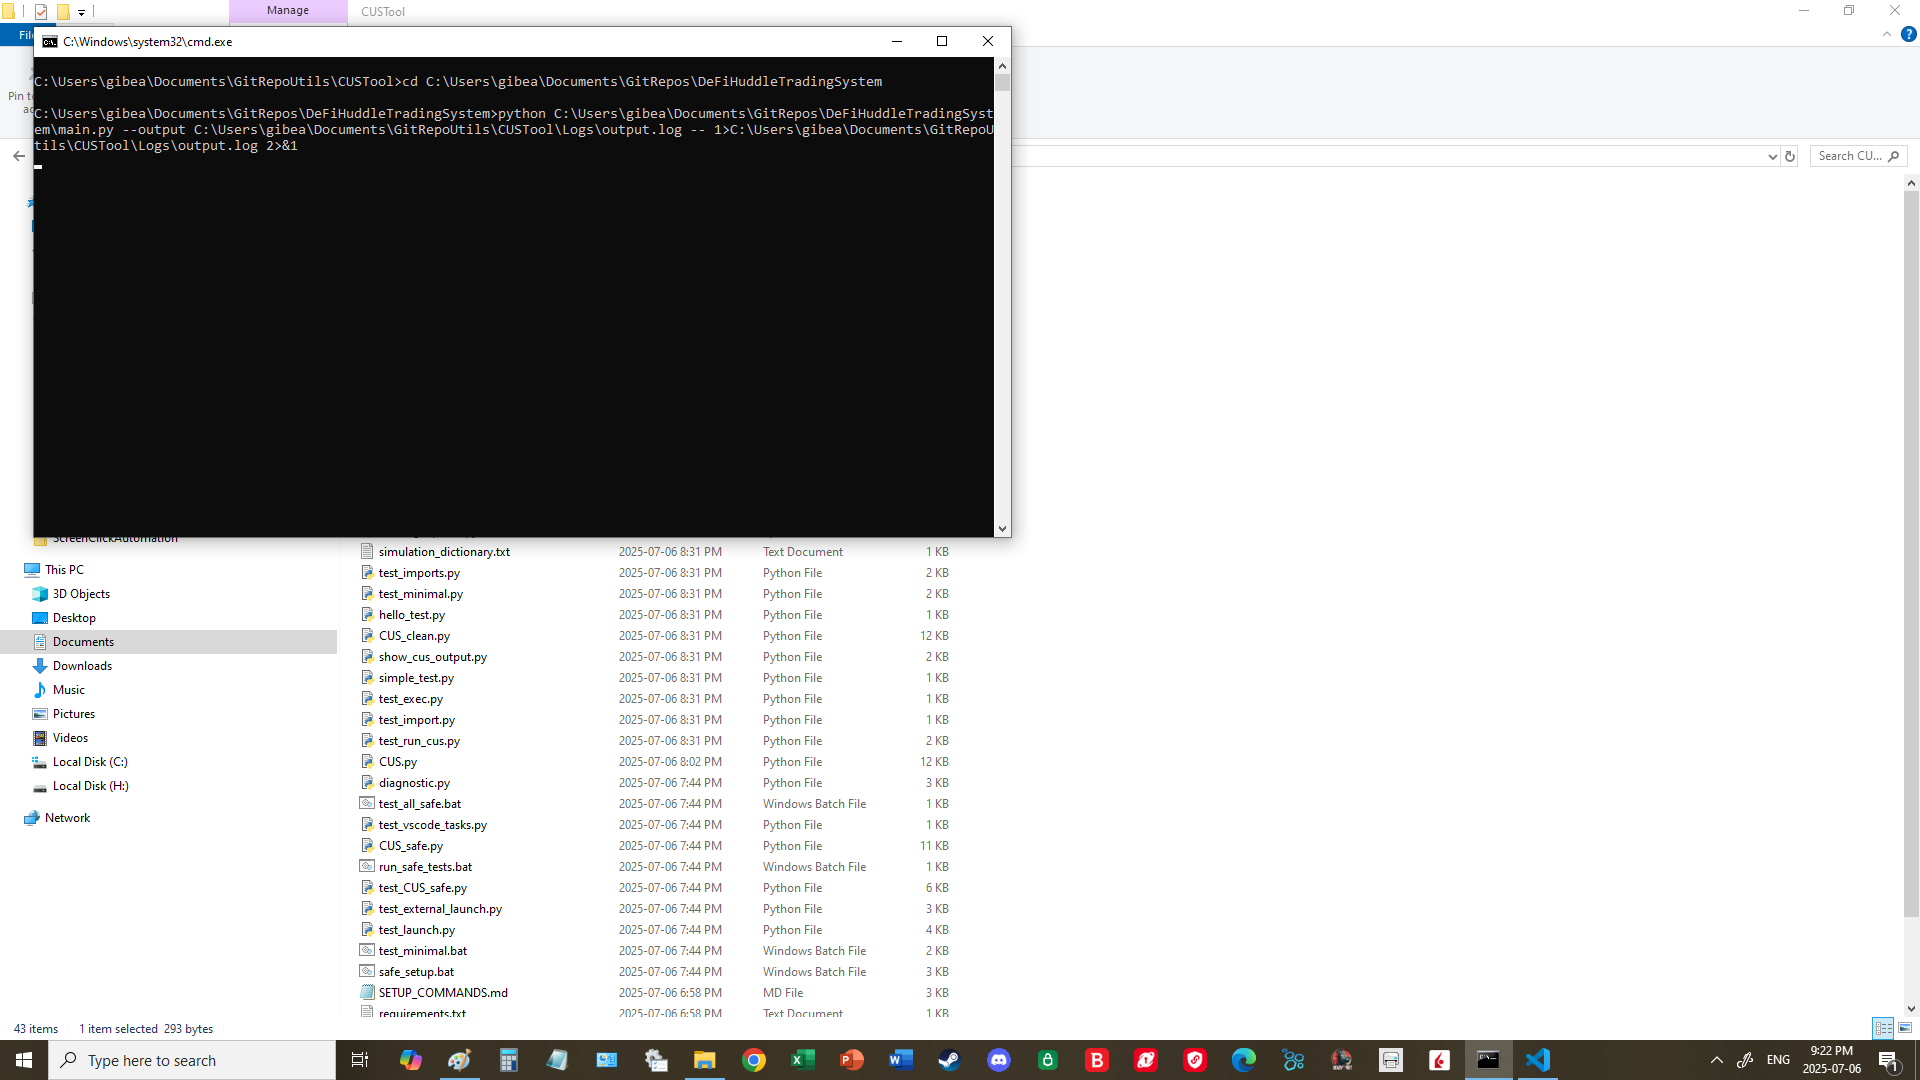 Manage
CUSTool
Fil
C:\Windows\system32\cmd.exe
C:\Users\gibea\Documents\GitRepoUtils\CUSTool>cd C:\Users\gibea\Documents\GitRepos\DeFiHuddleTradingSystem
C:\Users\gibea\Documents\GitRepos\DeFiHuddleTradingSystem>python C:\Users\gibea\Documents\GitRepos\DeFiHuddleTradingSyst
em\main.py --output C:\Users\gibea\Documents\GitRepoUtils\CUSTool\Logs\output.log -- 1>C:\Users\gibea\Documents\GitRepoU
tils\CUSTool\Logs\output.log 2>&1
Pin t
Search CU...
ScreenClickAutomation
This PC
3D Objects
Desktop
Documents
Downloads
Music
Pictures
Videos
Local Disk (C:)
Local Disk (H:)
Network
simulation_dictionary.txt 2025-07-06 8:31 PM Text Document 1 KB
test_imports.py 2025-07-06 8:31 PM Python File 2 KB
test_minimal.py 2025-07-06 8:31 PM Python File 2 KB
hello_test.py 2025-07-06 8:31 PM Python File 1 KB
CUS_clean.py 2025-07-06 8:31 PM Python File 12 KB
show_cus_output.py 2025-07-06 8:31 PM Python File 2 KB
simple_test.py 2025-07-06 8:31 PM Python File 1 KB
test_exec.py 2025-07-06 8:31 PM Python File 1 KB
test_import.py 2025-07-06 8:31 PM Python File 1 KB
test_run_cus.py 2025-07-06 8:31 PM Python File 2 KB
CUS.py 2025-07-06 8:02 PM Python File 12 KB
diagnostic.py 2025-07-06 7:44 PM Python File 3 KB
test_all_safe.bat 2025-07-06 7:44 PM Windows Batch File 1 KB
test_vscode_tasks.py 2025-07-06 7:44 PM Python File 1 KB
CUS_safe.py 2025-07-06 7:44 PM Python File 11 KB
run_safe_tests.bat 2025-07-06 7:44 PM Windows Batch File 1 KB
test_CUS_safe.py 2025-07-06 7:44 PM Python File 6 KB
test_external_launch.py 2025-07-06 7:44 PM Python File 3 KB
test_launch.py 2025-07-06 7:44 PM Python File 4 KB
test_minimal.bat 2025-07-06 7:44 PM Windows Batch File 2 KB
safe_setup.bat 2025-07-06 7:44 PM Windows Batch File 3 KB
SETUP_COMMANDS.md 2025-07-06 6:58 PM MD File 3 KB
requirements.txt 2025-07-06 6:58 PM Text Document 1 KB
43 items 1 item selected 293 bytes
Type here to search
ENG
9:22 PM
2025-07-06
1